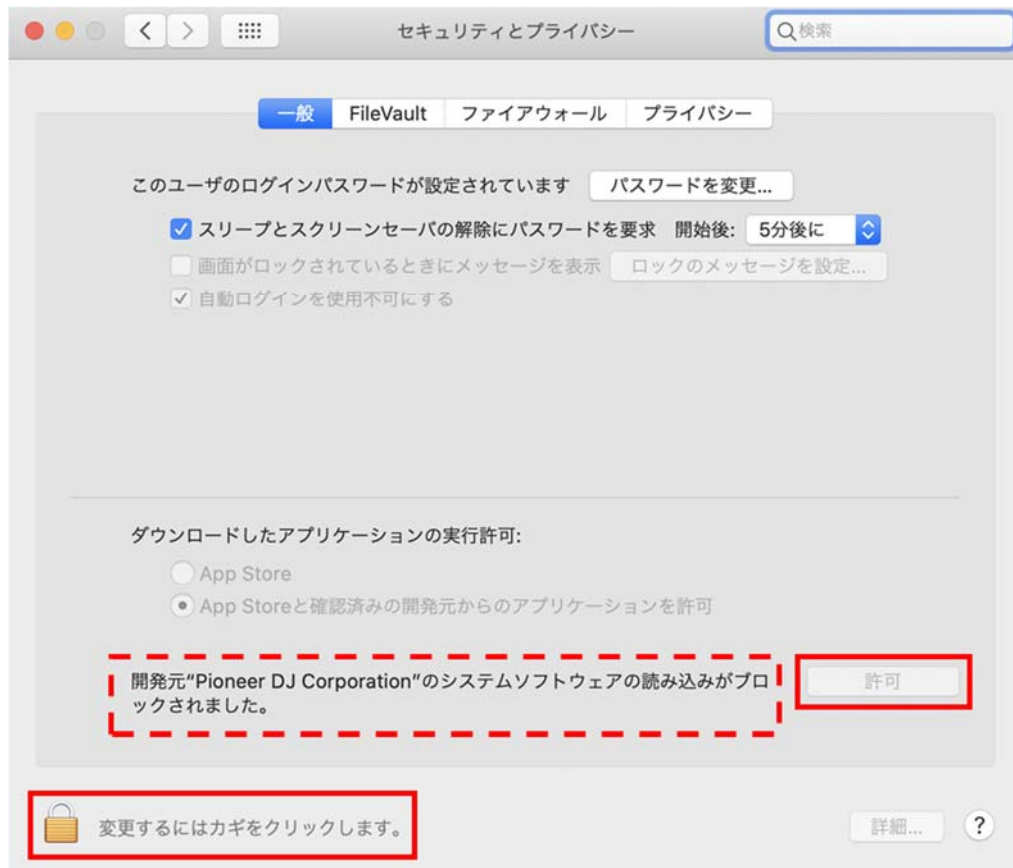 セキュリティとプライバシー
検索
一般 FileVault ファイアウォール プライバシー
このユーザのログインパスワードが設定されています パスワードを変更...
スリープとスクリーンセーバの解除にパスワードを要求 開始後: 5分後に
画面がロックされているときにメッセージを表示 ロックのメッセージを設定...
自動ログインを使用不可にする
ダウンロードしたアプリケーションの実行許可:
App Store
App Storeと確認済みの開発元からのアプリケーションを許可
開発元“Pioneer DJ Corporation”のシステムソフトウェアの読み込みがブロ
ックされました。
許可
変更するにはカギをクリックします。
詳細... ?